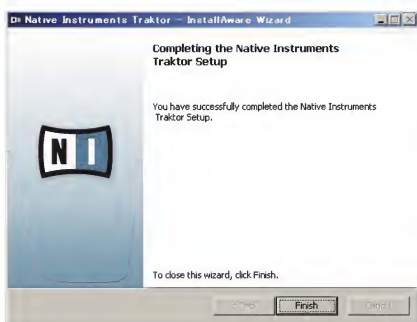 Native Instruments Traktor - InstallAware Wizard
Completing the Native Instruments
Traktor Setup
You have successfully completed the Native Instruments
Traktor Setup.
NI
To close this wizard, click Finish.
Finish
Cancel